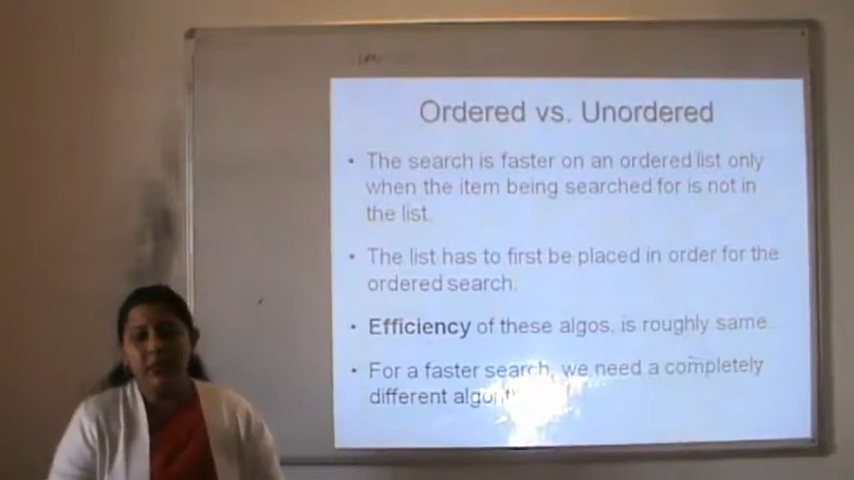 Ordered vs. Unordered
• The search is faster on an ordered list only
when the item being searched for is not in
the list.
• The list has to first be placed in order for the
ordered search.
• Efficiency of these algos. is roughly same
• For a faster search, we need a completely
different